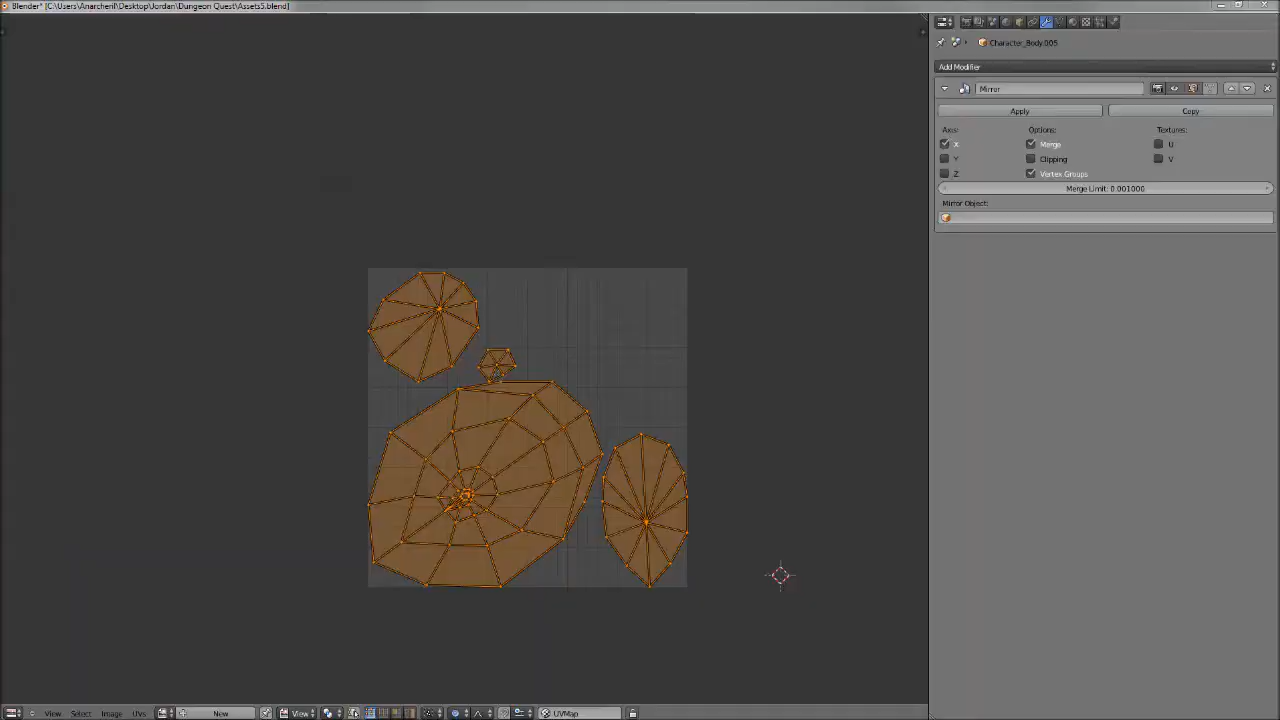 Blender* [C:\Users\Anarcheril\Desktop\Jordan\Dungeon Quest\Assets5.blend]
Character_Body.005
Add Modifier
Mirror
Apply Copy
Axis: Options: Textures:
X Merge U
Y Clipping V
Z Vertex Groups
Merge Limit: 0.001000
Mirror Object:
View Select Image UVs New View UVMap